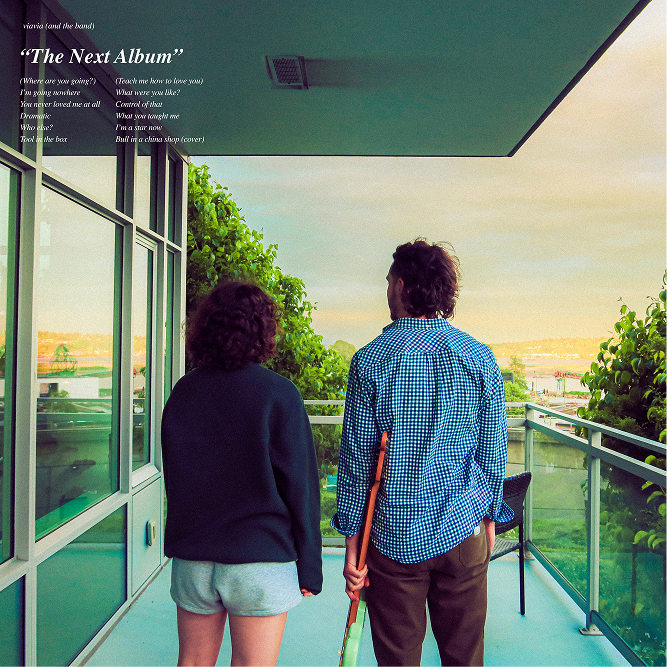 viavia (and the band)
“The Next Album”
(Where are you going?)
I'm going nowhere
You never loved me at all
Dramatic
Who else?
Tool in the box
(Teach me how to love you)
What were you like?
Control of that
What you taught me
I'm a star now
Bull in a china shop (cover)